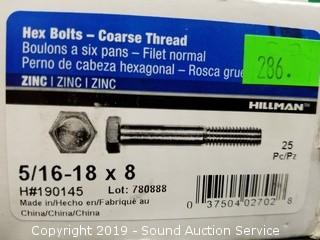 Hex Bolts – Coarse Thread
Boulons a six pans – Filet normal
Perno de cabeza hexagonal – Rosca grue
286.
ZINC | ZINC | ZINC
HILLMAN
5/16-18 x 8
25
Pc/Pz
H#190145
Lot: 780888
Made in/Hecho en/Fabriqué au
China/China/China
0 37504 02702 8
Copyright 2019 - Sound Auction Service